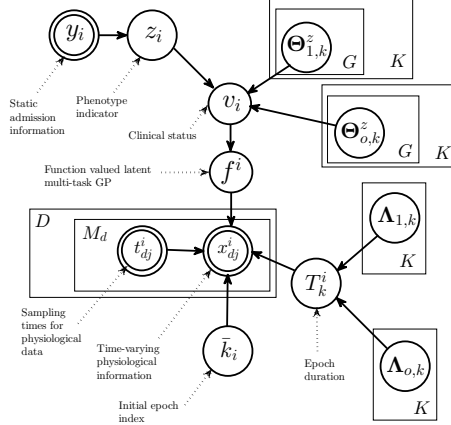 y_i
z_i
Θ^z_{1,k}
G
K
Static
admission
information
Phenotype
indicator
v_i
Clinical status
Θ^z_{o,k}
G
K
Function valued latent
multi-task GP
f^i
D
M_d
t^i_{dj}
x^i_{dj}
Λ_{1,k}
K
T^i_k
Sampling
times for
physiological
data
Time-varying
physiological
information
k̄_i
Epoch
duration
Λ_{o,k}
K
Initial epoch
index